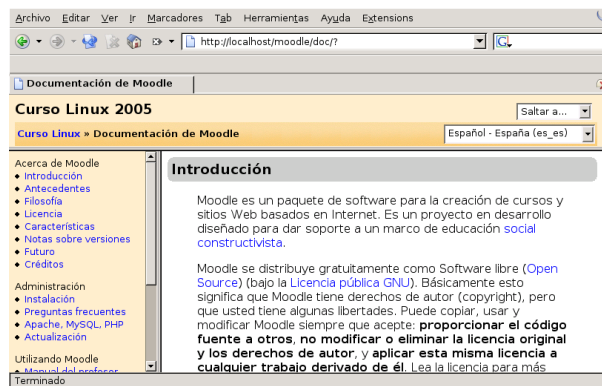 Archivo Editar Ver Ir Marcadores Tab Herramientas Ayuda Extensions
http://localhost/moodle/doc/?
Documentación de Moodle
Curso Linux 2005
Saltar a...
Curso Linux » Documentación de Moodle
Español - España (es_es)
Acerca de Moodle
Introducción
Antecedentes
Filosofía
Licencia
Características
Notas sobre versiones
Futuro
Créditos
Administración
Instalación
Preguntas frecuentes
Apache, MySQL, PHP
Actualización
Utilizando Moodle
Manual del profesor
Introducción
Moodle es un paquete de software para la creación de cursos y
sitios Web basados en Internet. Es un proyecto en desarrollo
diseñado para dar soporte a un marco de educación social
constructivista.
Moodle se distribuye gratuitamente como Software libre (Open
Source) (bajo la Licencia pública GNU). Básicamente esto
significa que Moodle tiene derechos de autor (copyright), pero
que usted tiene algunas libertades. Puede copiar, usar y
modificar Moodle siempre que acepte: proporcionar el código
fuente a otros, no modificar o eliminar la licencia original
y los derechos de autor, y aplicar esta misma licencia a
cualquier trabajo derivado de él. Lea la licencia para más
Terminado